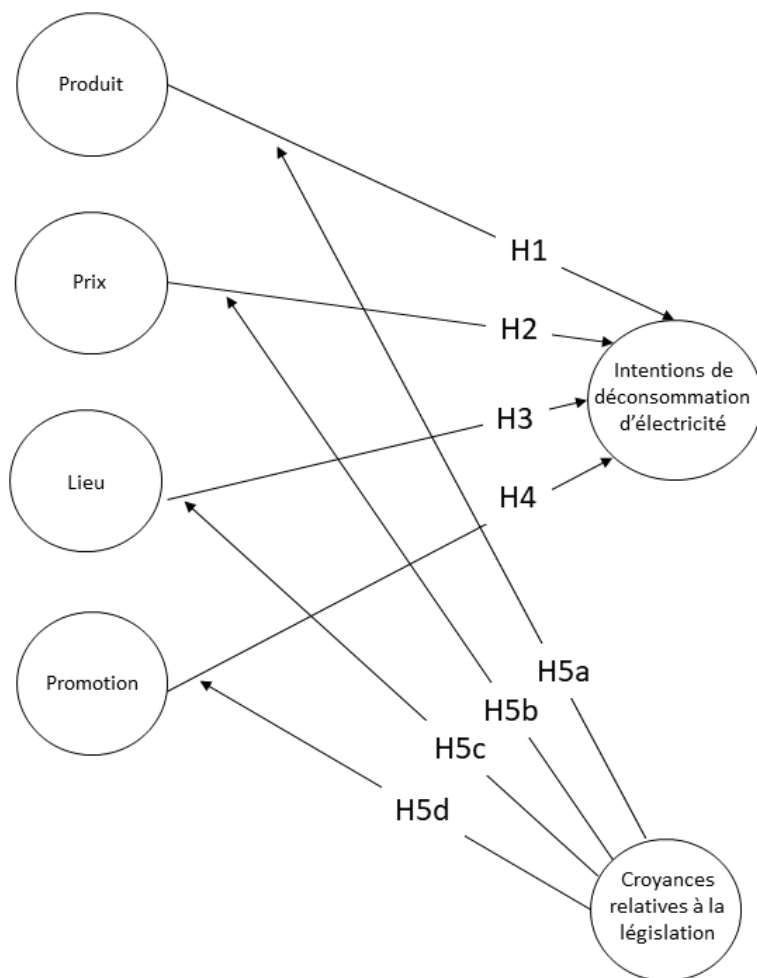 Produit
H1
Prix
H2
Intentions de
déconsommation
d'électricité
H3
Lieu
H4
Promotion
H5a
H5b
H5c
H5d
Croyances
relatives à la
législation